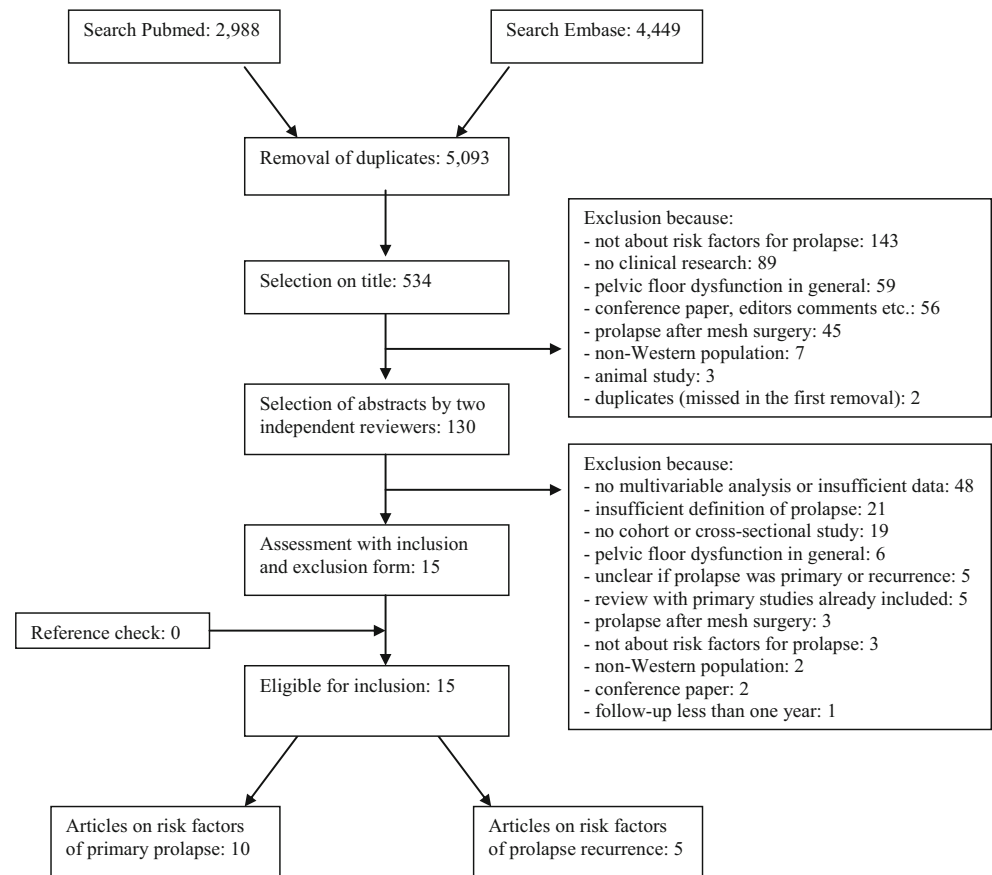 Search Pubmed: 2,988
Search Embase: 4,449
Removal of duplicates: 5,093
Selection on title: 534
Exclusion because:
- not about risk factors for prolapse: 143
- no clinical research: 89
- pelvic floor dysfunction in general: 59
- conference paper, editors comments etc.: 56
- prolapse after mesh surgery: 45
- non-Western population: 7
- animal study: 3
- duplicates (missed in the first removal): 2
Selection of abstracts by two
independent reviewers: 130
Exclusion because:
- no multivariable analysis or insufficient data: 48
- insufficient definition of prolapse: 21
- no cohort or cross-sectional study: 19
- pelvic floor dysfunction in general: 6
- unclear if prolapse was primary or recurrence: 5
- review with primary studies already included: 5
- prolapse after mesh surgery: 3
- not about risk factors for prolapse: 3
- non-Western population: 2
- conference paper: 2
- follow-up less than one year: 1
Assessment with inclusion
and exclusion form: 15
Reference check: 0
Eligible for inclusion: 15
Articles on risk factors
of primary prolapse: 10
Articles on risk factors
of prolapse recurrence: 5